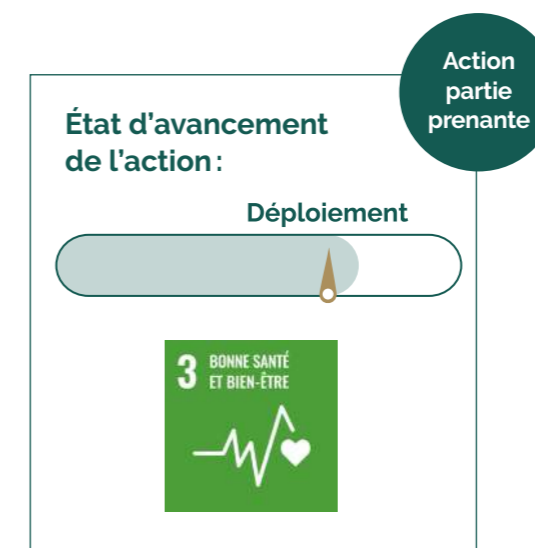 Action
partie
prenante
État d’avancement
de l’action :
Déploiement
3 BONNE SANTÉ
ET BIEN-ÊTRE